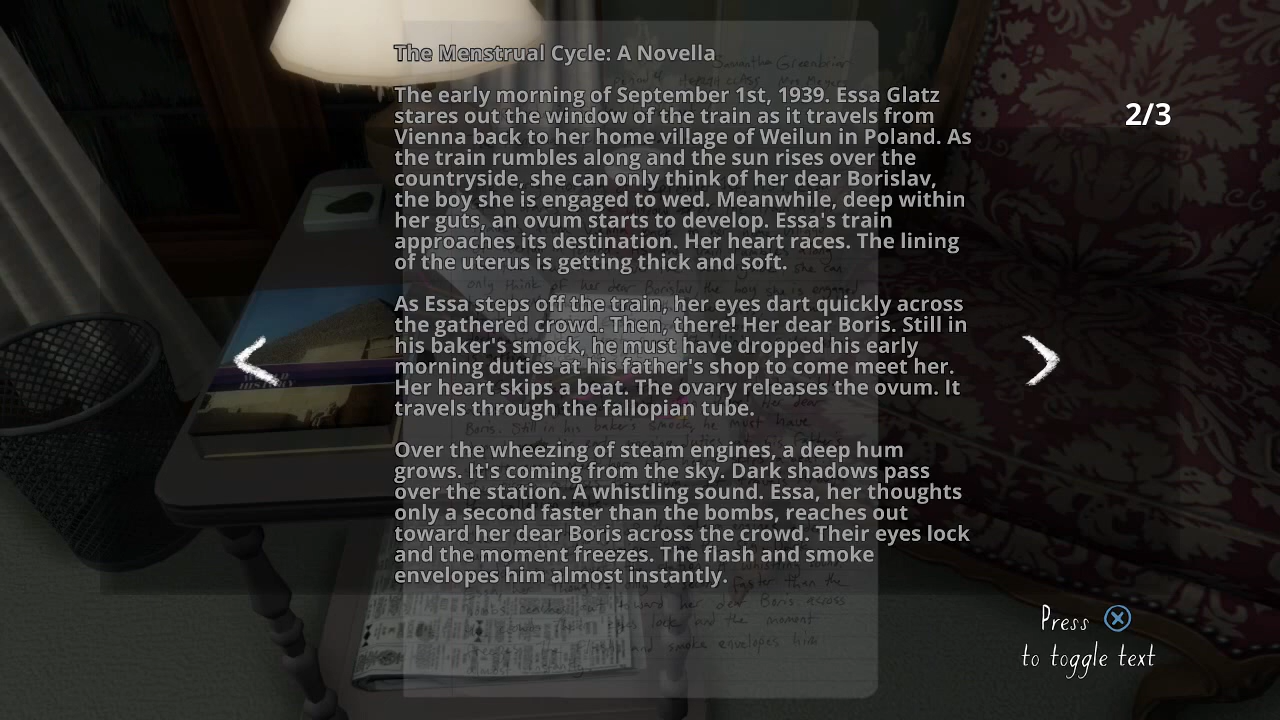 The Menstrual Cycle: A Novella
Samantha Greenbriar
The early morning of September 1st, 1939. Essa Glatz
stares out the window of the train as it travels from
Vienna back to her home village of Weilun in Poland. As
the train rumbles along and the sun rises over the
countryside, she can only think of her dear Borislav,
the boy she is engaged to wed. Meanwhile, deep within
her guts, an ovum starts to develop. Essa's train
approaches its destination. Her heart races. The lining
of the uterus is getting thick and soft.
As Essa steps off the train, her eyes dart quickly across
the gathered crowd. Then, there! Her dear Boris. Still in
his baker's smock, he must have dropped his early
morning duties at his father's shop to come meet her.
Her heart skips a beat. The ovary releases the ovum. It
travels through the fallopian tube.
Over the wheezing of steam engines, a deep hum
grows. It's coming from the sky. Dark shadows pass
over the station. A whistling sound. Essa, her thoughts
only a second faster than the bombs, reaches out
toward her dear Boris across the crowd. Their eyes lock
and the moment freezes. The flash and smoke
envelopes him almost instantly.
2/3
Press
to toggle text